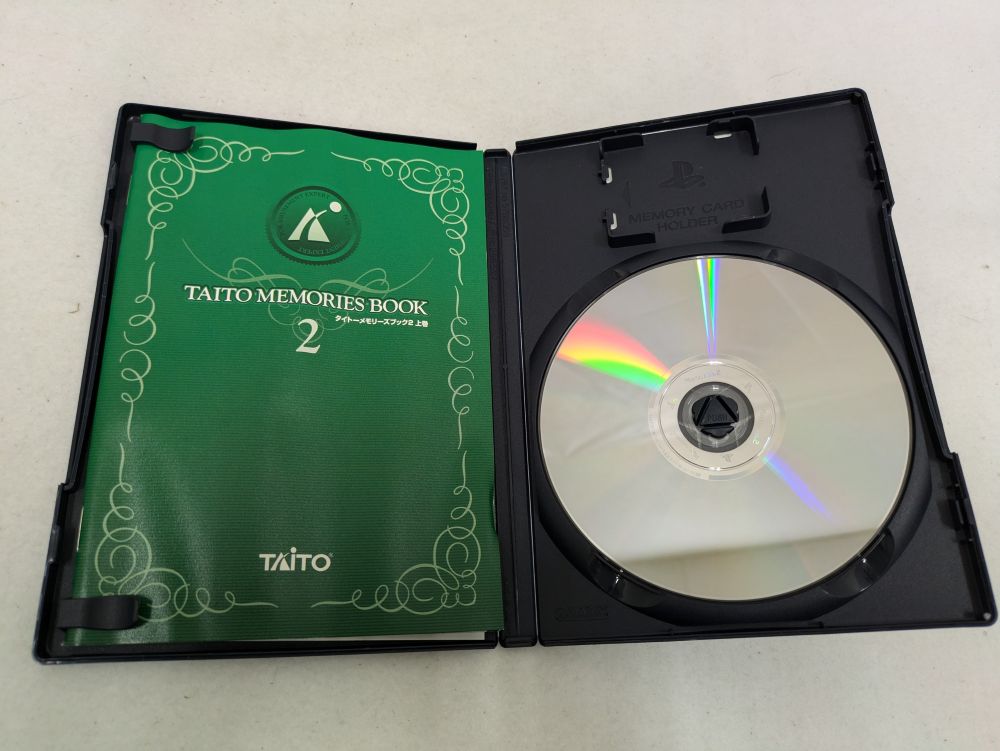 TAITO MEMORIES BOOK
タイトーメモリーズブック2 上巻
2
TAITO
MEMORY CARD
HOLDER
PUSH